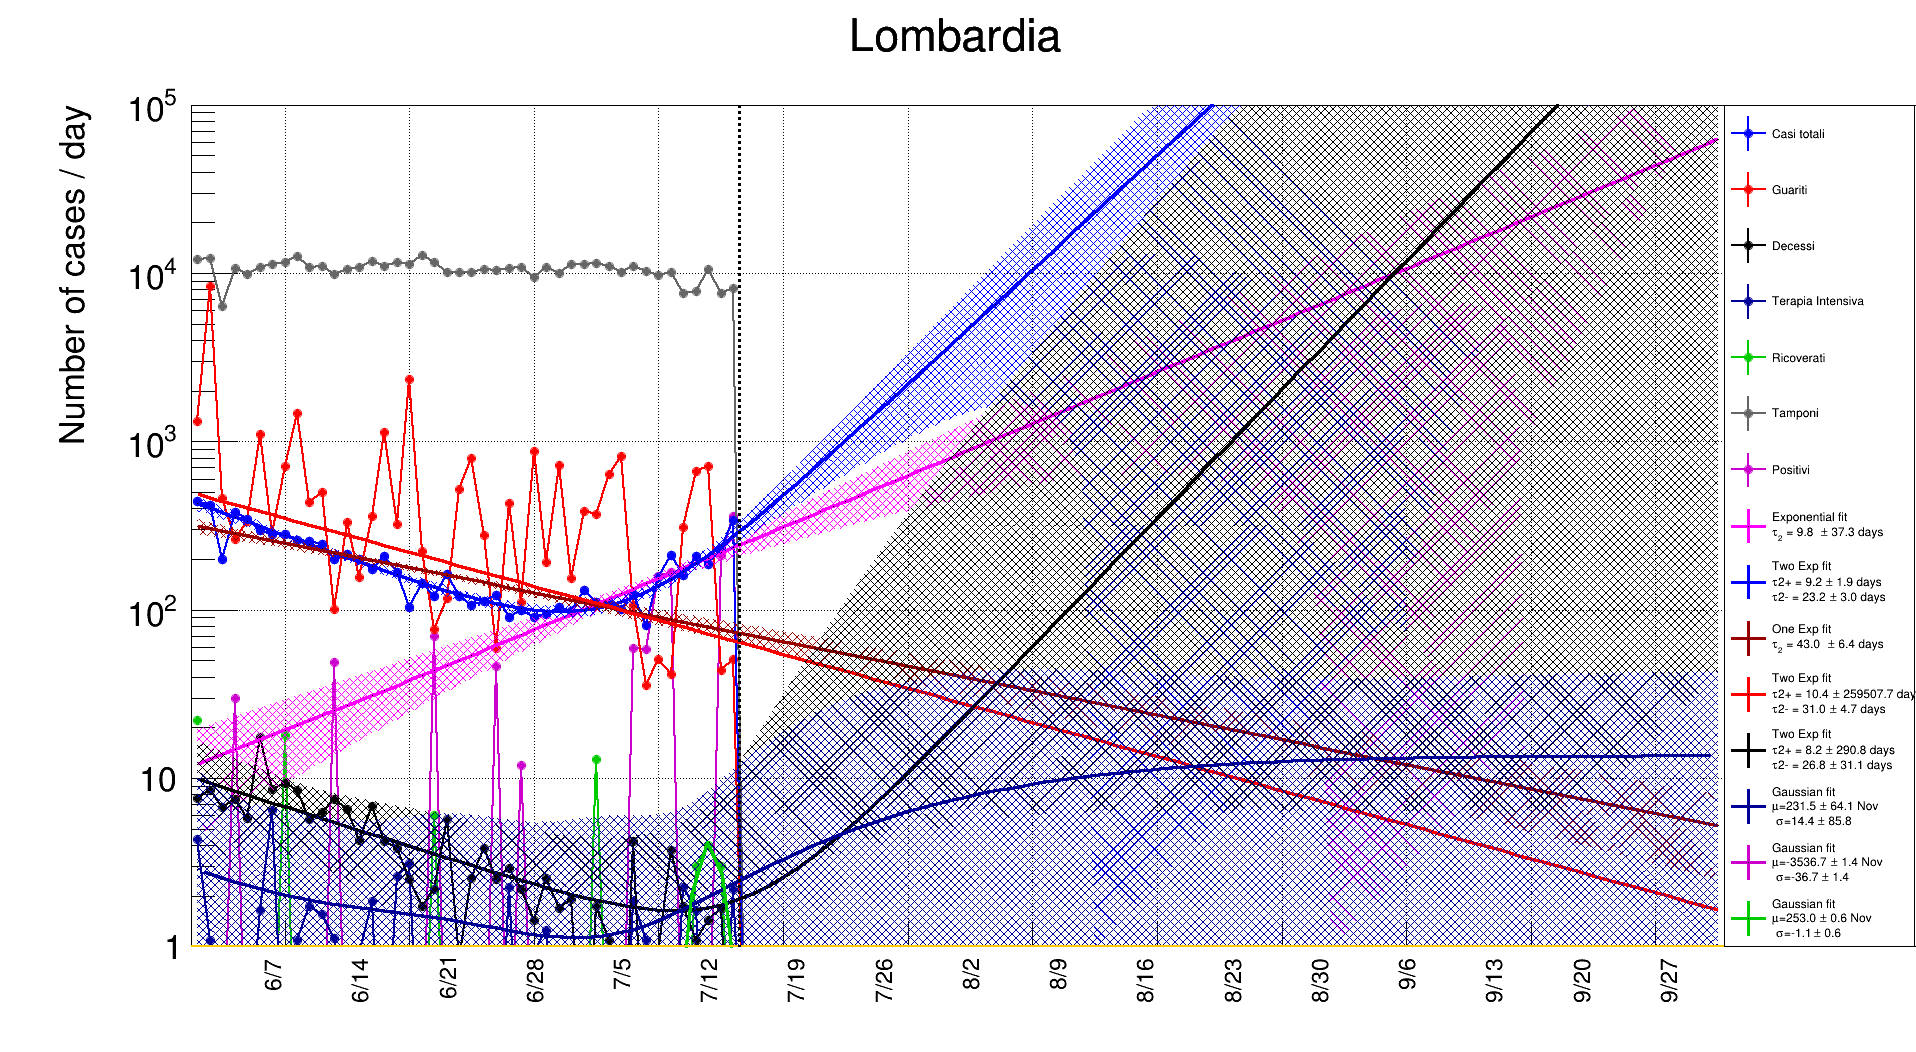 Lombardia
Number of cases / day
10^5
10^4
10^3
10^2
10
1
6/7
6/14
6/21
6/28
7/5
7/12
7/19
7/26
8/2
8/9
8/16
8/23
8/30
9/6
9/13
9/20
9/27
Casi totali
Guariti
Decessi
Terapia Intensiva
Ricoverati
Tamponi
Positivi
Exponential fit
τ₂ = 9.8 ± 37.3 days
Two Exp fit
τ2+ = 9.2 ± 1.9 days
τ2- = 23.2 ± 3.0 days
One Exp fit
τ₂ = 43.0 ± 6.4 days
Two Exp fit
τ2+ = 10.4 ± 259507.7 day
τ2- = 31.0 ± 4.7 days
Two Exp fit
τ2+ = 8.2 ± 290.8 days
τ2- = 26.8 ± 31.1 days
Gaussian fit
μ=231.5 ± 64.1 Nov
σ=14.4 ± 85.8
Gaussian fit
μ=-3536.7 ± 1.4 Nov
σ=-36.7 ± 1.4
Gaussian fit
μ=253.0 ± 0.6 Nov
σ=-1.1 ± 0.6